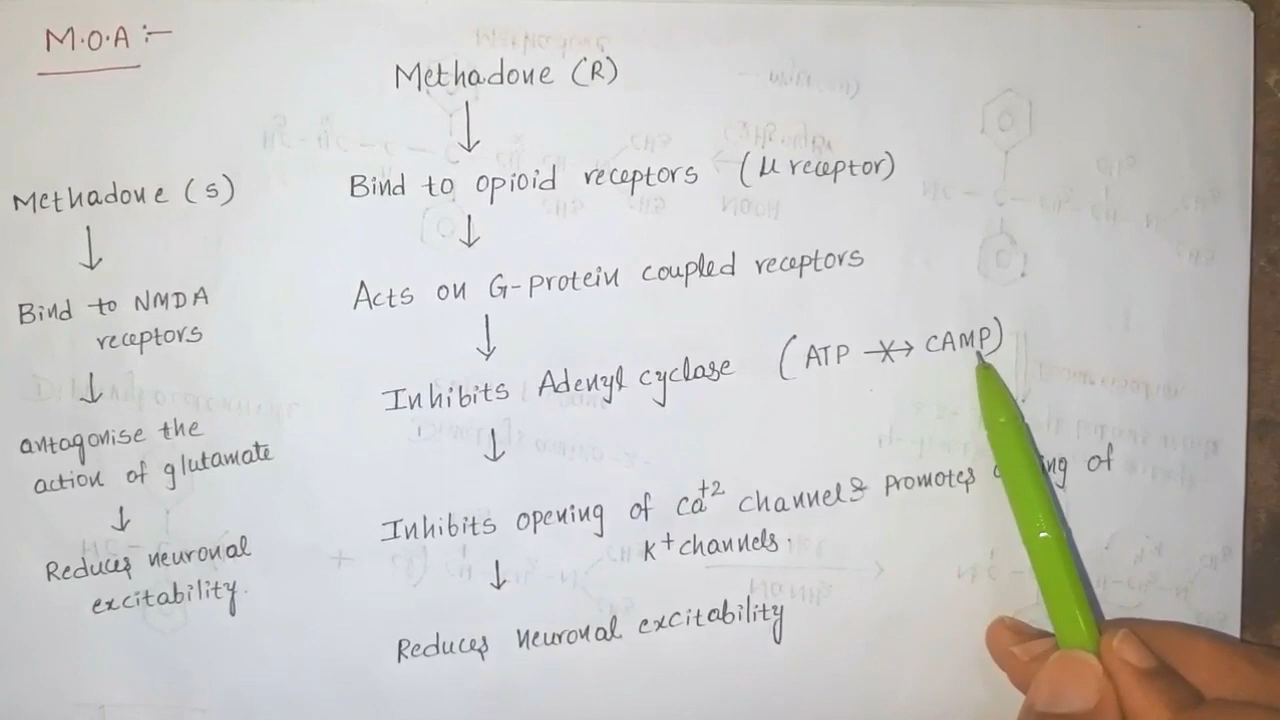 M.O.A :-
Methadone (R)
Bind to opioid receptors (μ receptor)
Acts on G-protein coupled receptors
Inhibits Adenyl cyclase (ATP → CAMP)
Inhibits opening of Ca+2 channels & promotes of
K+ channels.
Reduces neuronal excitability
Methadone (S)
Bind to NMDA
receptors
antagonise the
action of glutamate
Reduces neuronal
excitability.